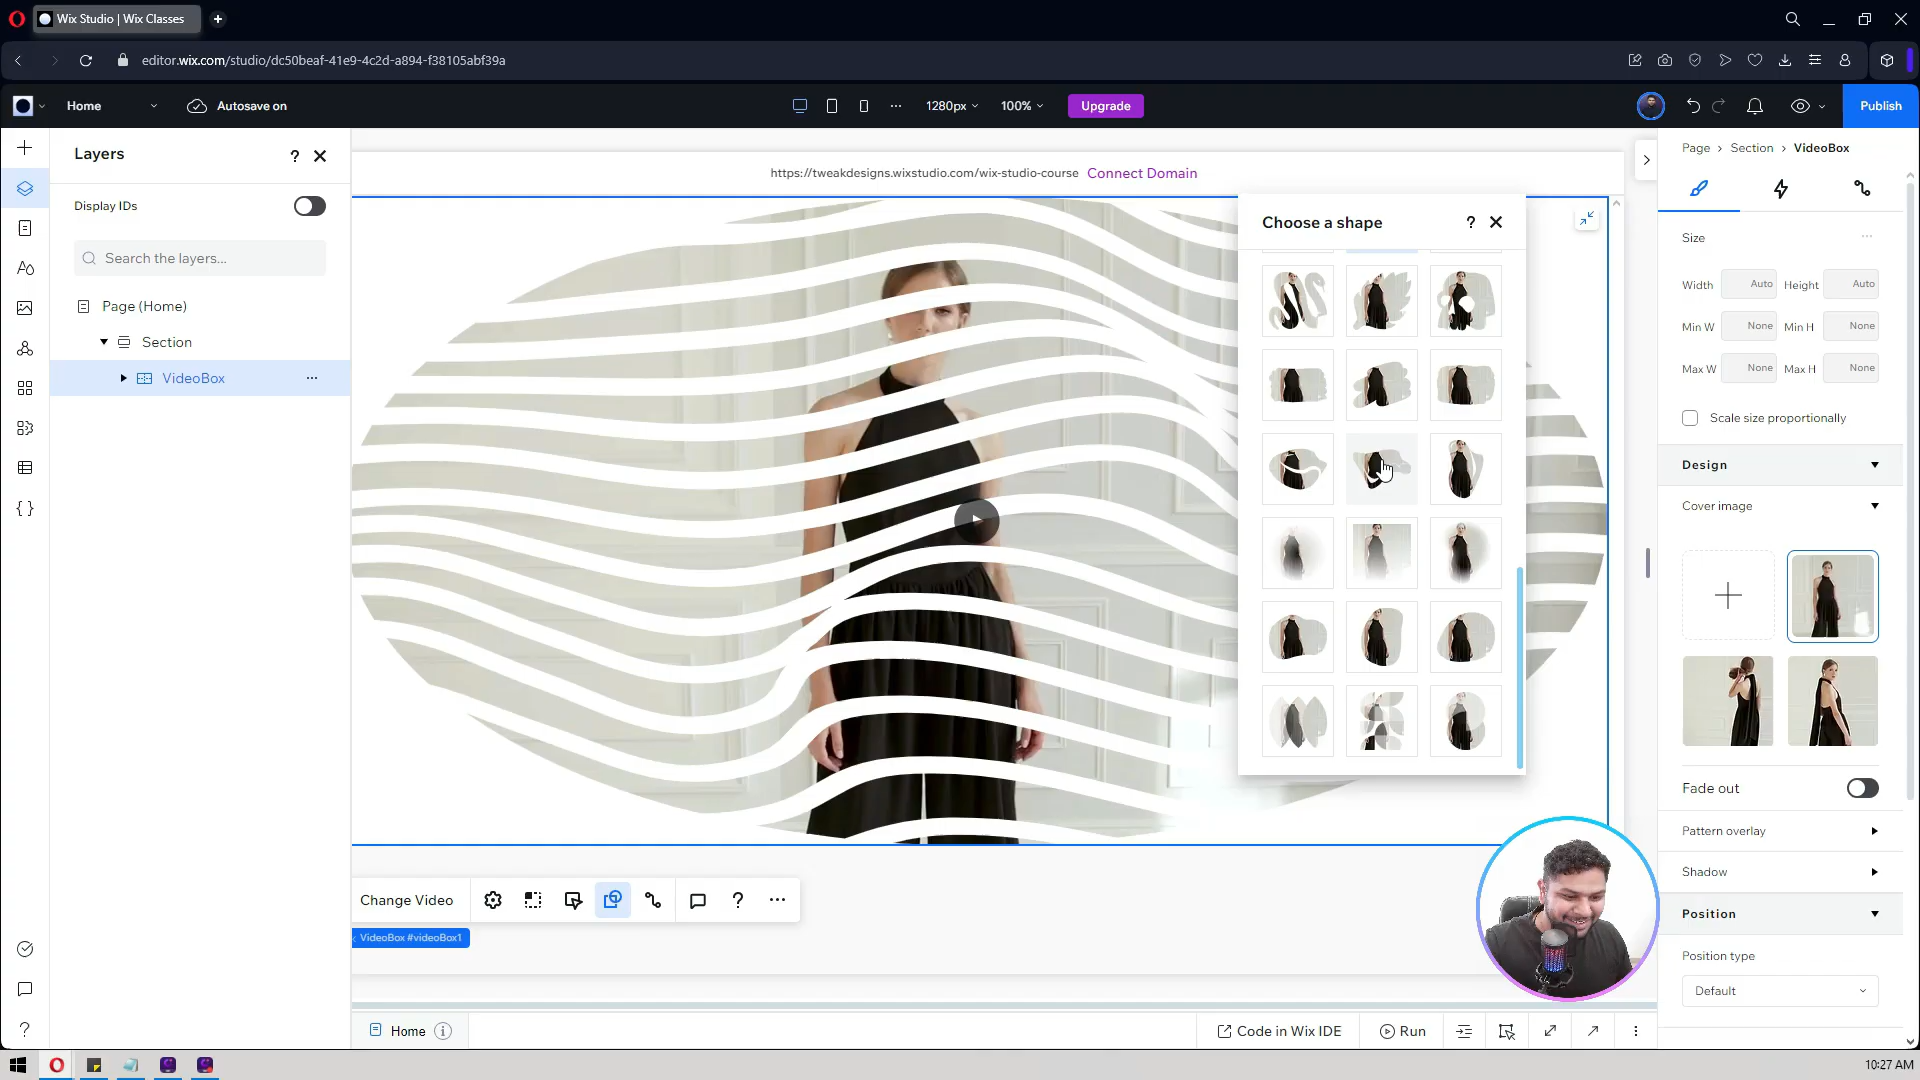 Wix Studio | Wix Classes
editor.wix.com/studio/dc50beaf-41e9-4c2d-a894-f38105abf39a
Home
Autosave on
1280px
100%
Upgrade
Publish
Layers
?
Display IDs
Search the layers...
Page (Home)
Section
VideoBox
https://tweakdesigns.wixstudio.com/wix-studio-course Connect Domain
Choose a shape
?
Change Video
?
VideoBox #videoBox1
Page > Section > VideoBox
Size
Width Auto Height Auto
Min W None Min H None
Max W None Max H None
Scale size proportionally
Design
Cover image
Fade out
Pattern overlay
Shadow
Position
Position type
Default
Home
Code in Wix IDE
Run
10:27 AM